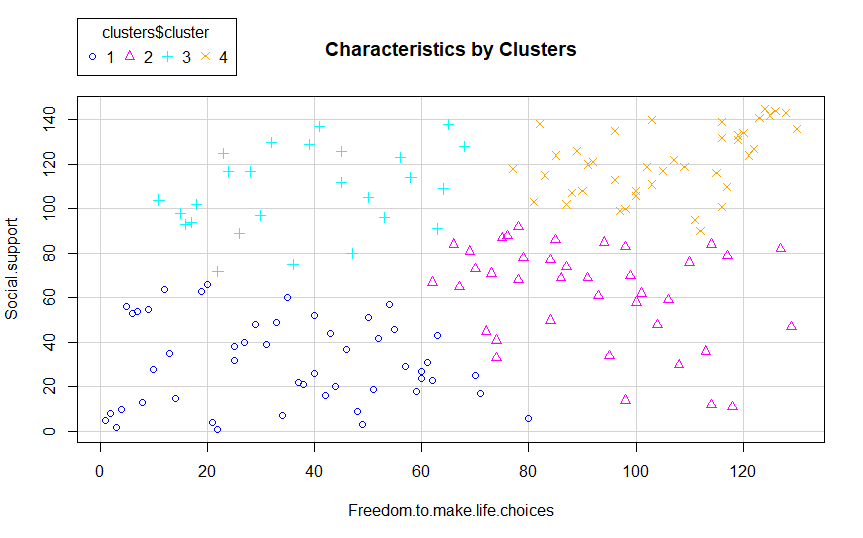 clusters$cluster
1 2 3 4
Characteristics by Clusters
Social.support
140
120
100
80
60
40
20
0
0 20 40 60 80 100 120
Freedom.to.make.life.choices